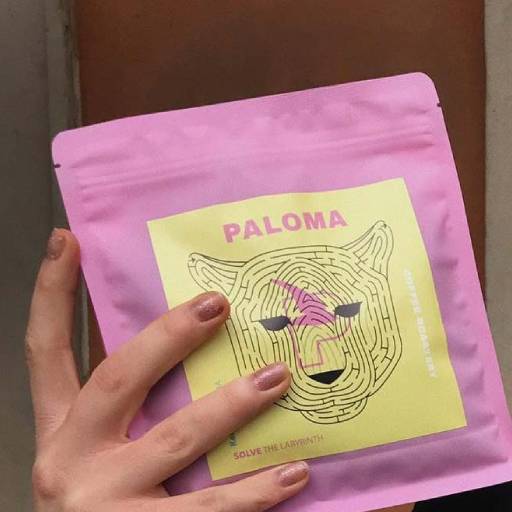 PALOMA
COFFEE ROASTERY
SOLVE THE LABYRINTH